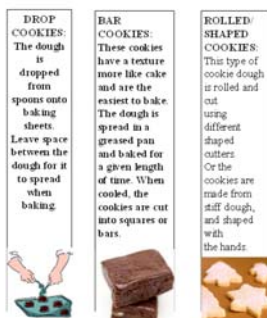 DROP
COOKIES:
The dough
is
dropped
from
spoons onto
baking
sheets.
Leave space
between the
dough for it
to spread
when
baking.
BAR
COOKIES:
These cookies
have a texture
more like cake
and are the
easiest to bake.
The dough is
spread in a
greased pan
and baked for
a given length
of time. When
cooled, the
cookies are cut
into squares or
bars.
ROLLED/
SHAPED
COOKIES:
This type of
cookie dough
is rolled and
cut
using
different
shaped
cutters
Or the
cookies are
made from
stiff dough,
and shaped
with
the hands.